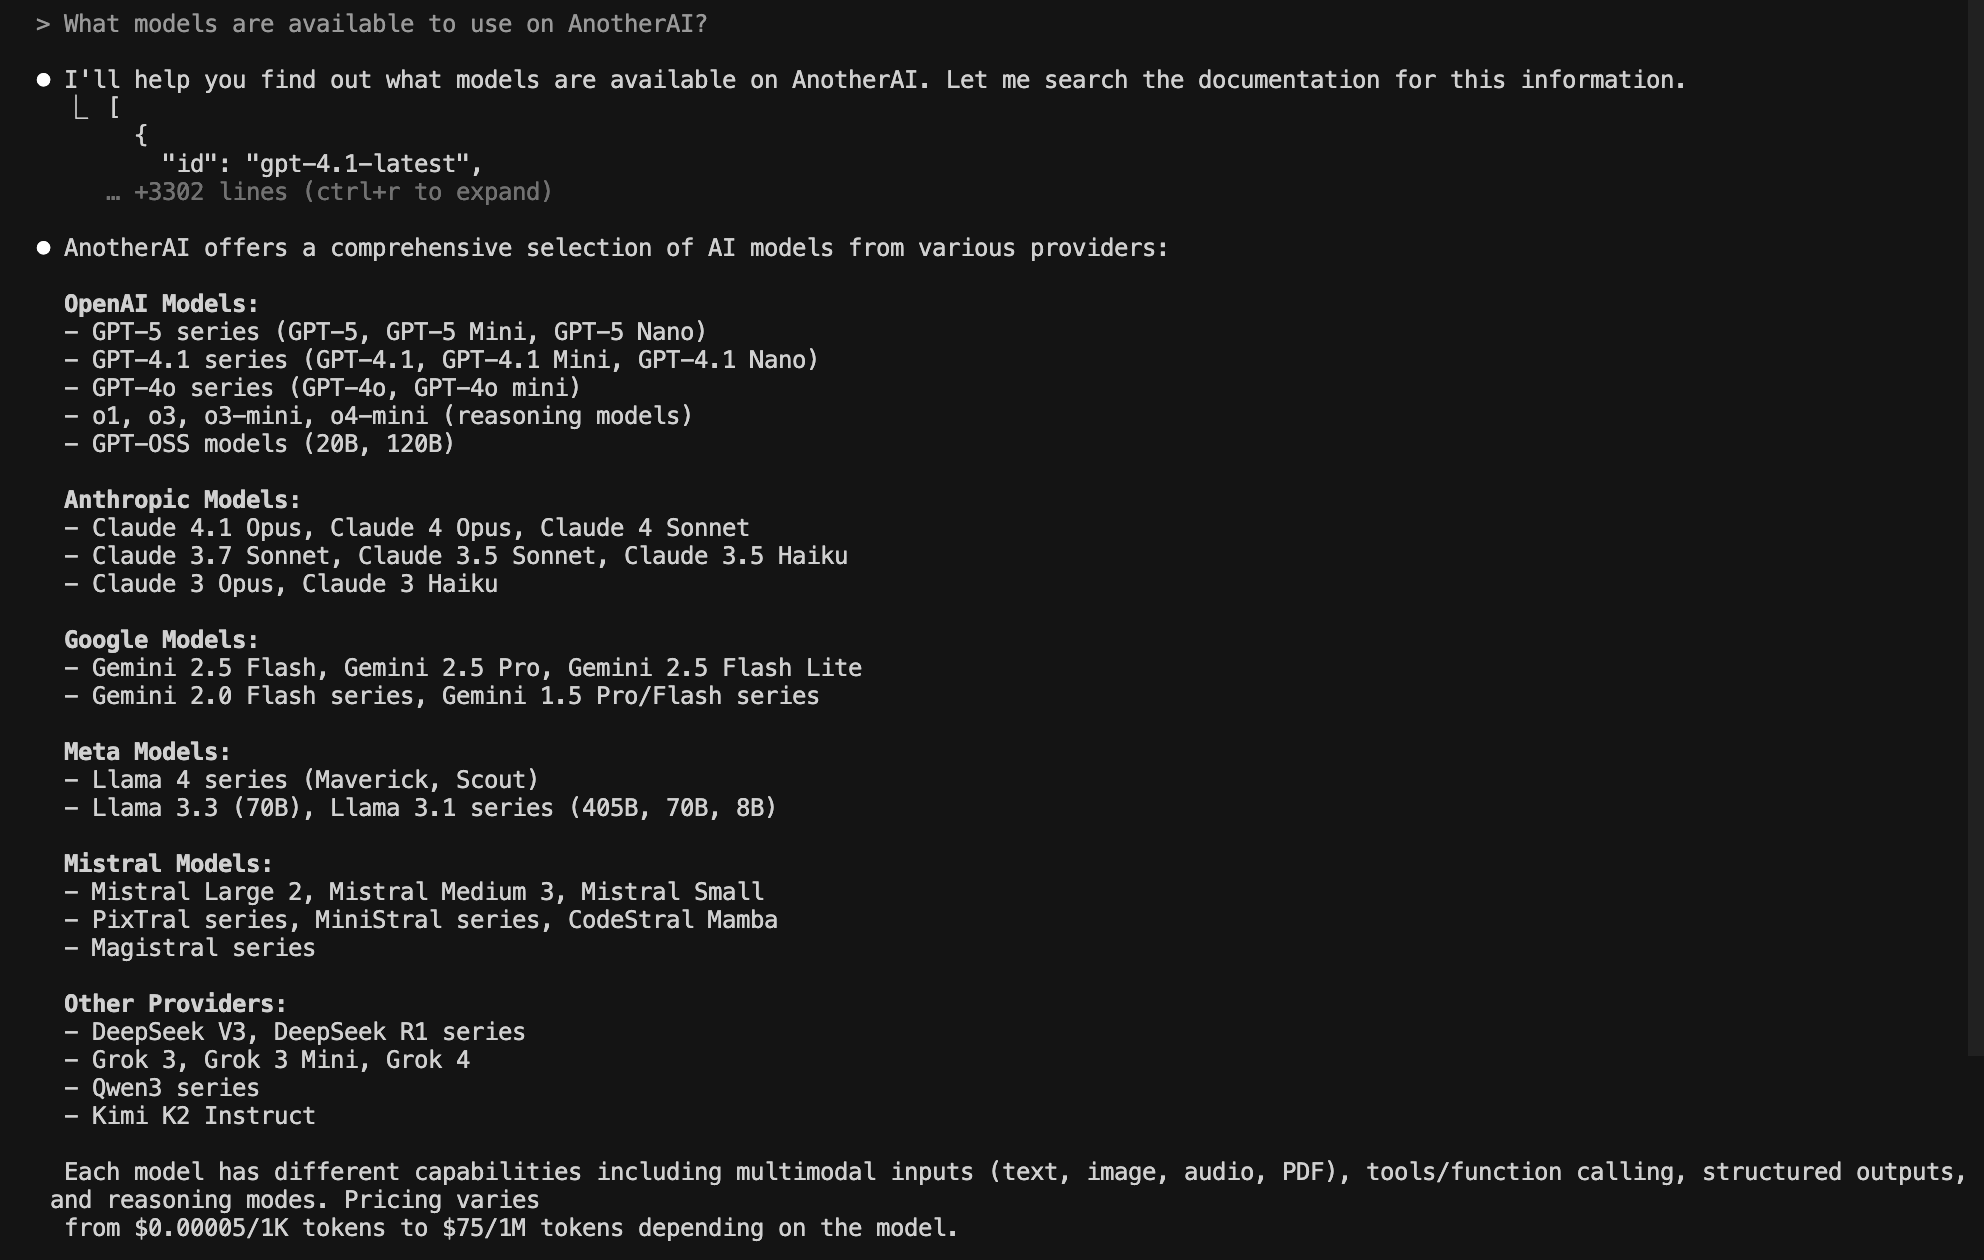 > What models are available to use on AnotherAI?
● I'll help you find out what models are available on AnotherAI. Let me search the documentation for this information.
⎿ [
{
"id": "gpt-4.1-latest",
… +3302 lines (ctrl+r to expand)
● AnotherAI offers a comprehensive selection of AI models from various providers:
OpenAI Models:
- GPT-5 series (GPT-5, GPT-5 Mini, GPT-5 Nano)
- GPT-4.1 series (GPT-4.1, GPT-4.1 Mini, GPT-4.1 Nano)
- GPT-4o series (GPT-4o, GPT-4o mini)
- o1, o3, o3-mini, o4-mini (reasoning models)
- GPT-OSS models (20B, 120B)
Anthropic Models:
- Claude 4.1 Opus, Claude 4 Opus, Claude 4 Sonnet
- Claude 3.7 Sonnet, Claude 3.5 Sonnet, Claude 3.5 Haiku
- Claude 3 Opus, Claude 3 Haiku
Google Models:
- Gemini 2.5 Flash, Gemini 2.5 Pro, Gemini 2.5 Flash Lite
- Gemini 2.0 Flash series, Gemini 1.5 Pro/Flash series
Meta Models:
- Llama 4 series (Maverick, Scout)
- Llama 3.3 (70B), Llama 3.1 series (405B, 70B, 8B)
Mistral Models:
- Mistral Large 2, Mistral Medium 3, Mistral Small
- PixTral series, MiniStral series, CodeStral Mamba
- Magistral series
Other Providers:
- DeepSeek V3, DeepSeek R1 series
- Grok 3, Grok 3 Mini, Grok 4
- Qwen3 series
- Kimi K2 Instruct
Each model has different capabilities including multimodal inputs (text, image, audio, PDF), tools/function calling, structured outputs,
and reasoning modes. Pricing varies
from $0.00005/1K tokens to $75/1M tokens depending on the model.